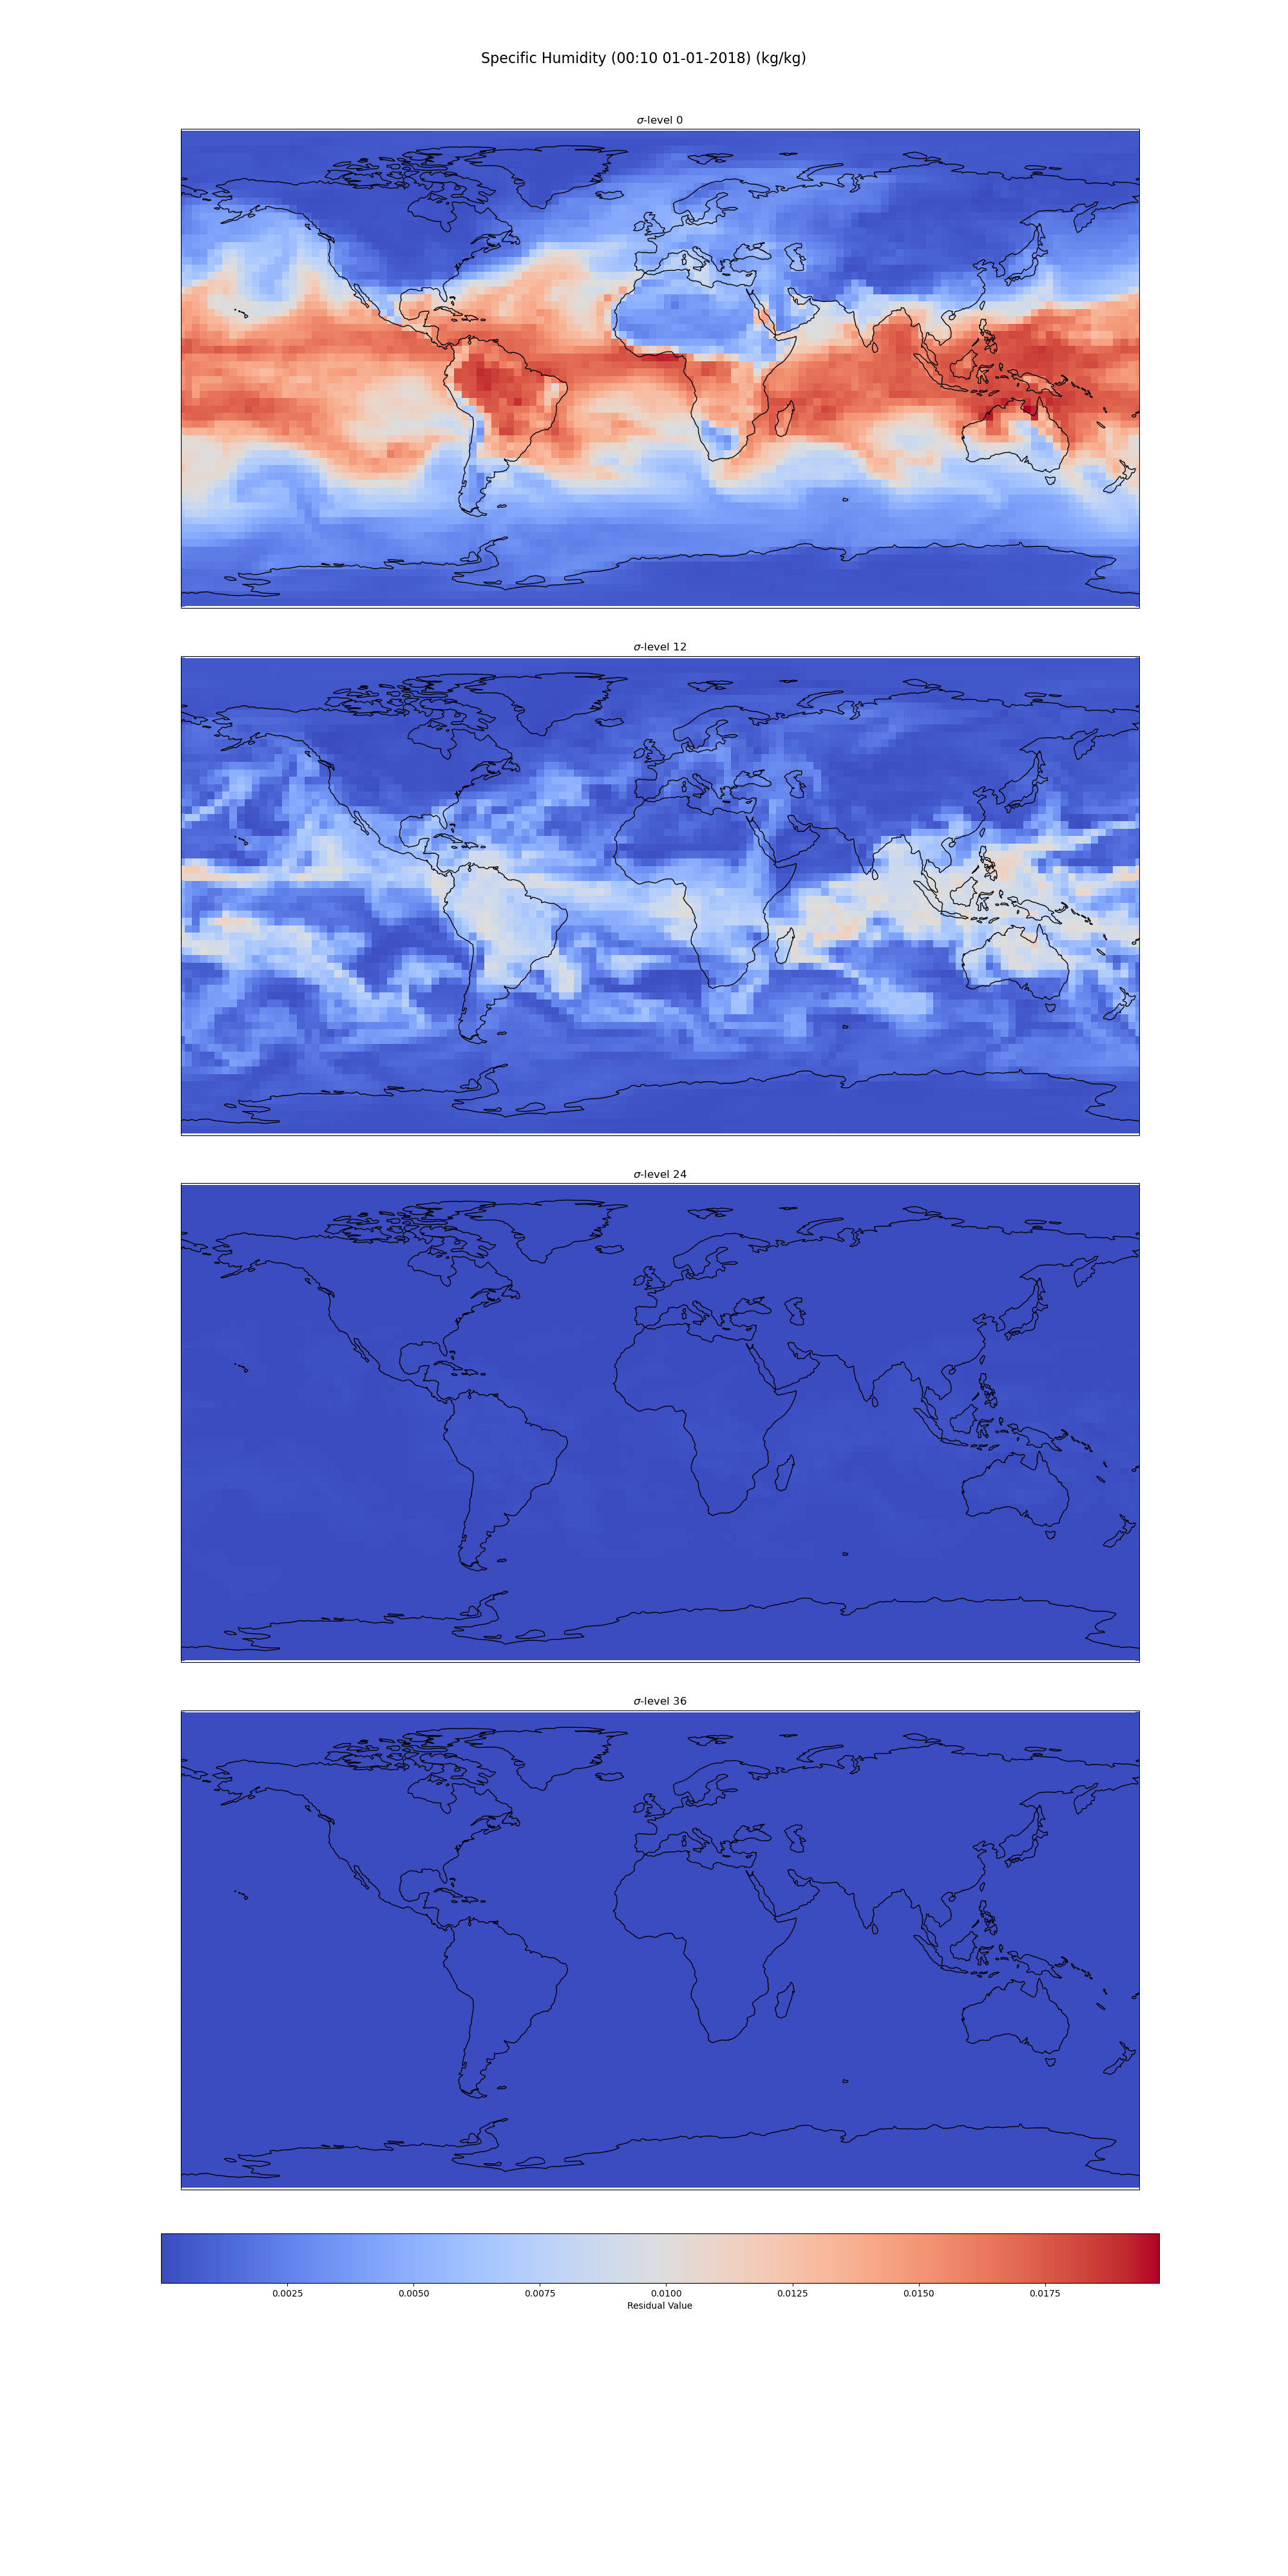 Specific Humidity (00:10 01-01-2018) (kg/kg)
σ-level 0
σ-level 12
σ-level 24
σ-level 36
0.0025 0.0050 0.0075 0.0100 0.0125 0.0150 0.0175
Residual Value